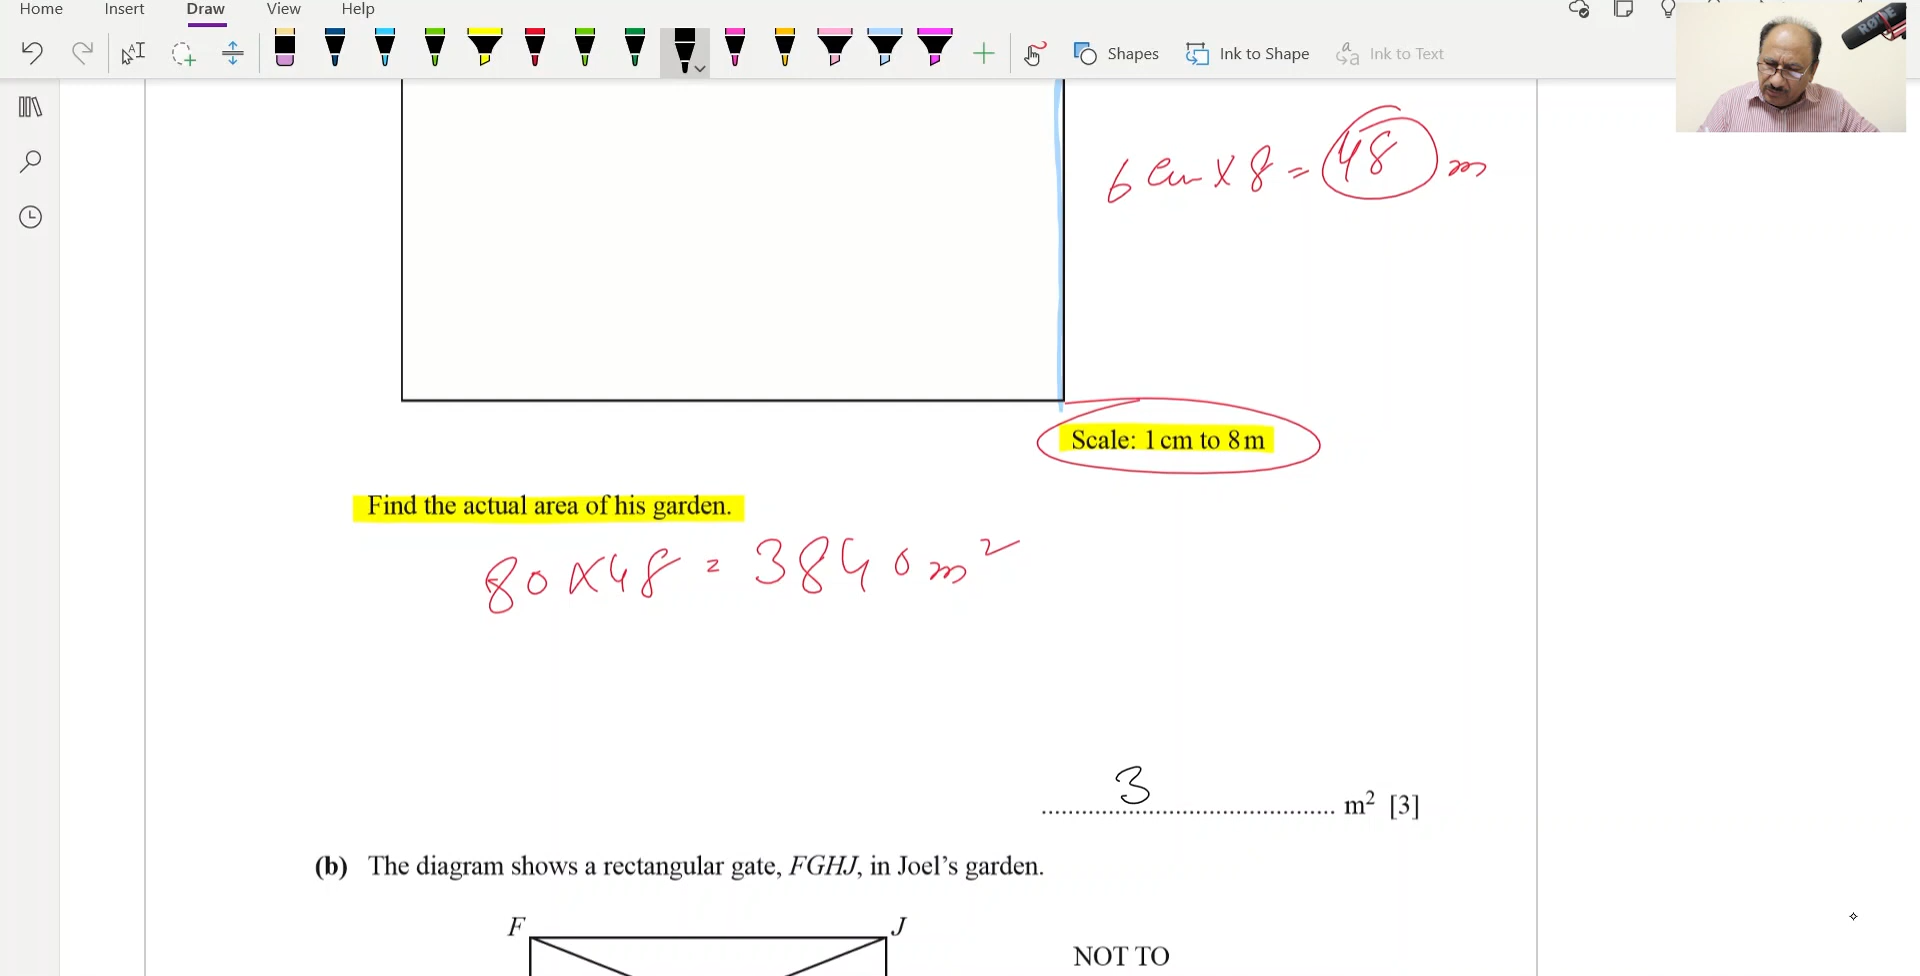 Home Insert Draw View Help
Shapes Ink to Shape Ink to Text
RØDE
6 cm x 8 = 48 m
Scale: 1 cm to 8 m
Find the actual area of his garden.
80 x 48 = 3840 m²
3
........................................... m² [3]
(b) The diagram shows a rectangular gate, FGHJ, in Joel’s garden.
F J
NOT TO